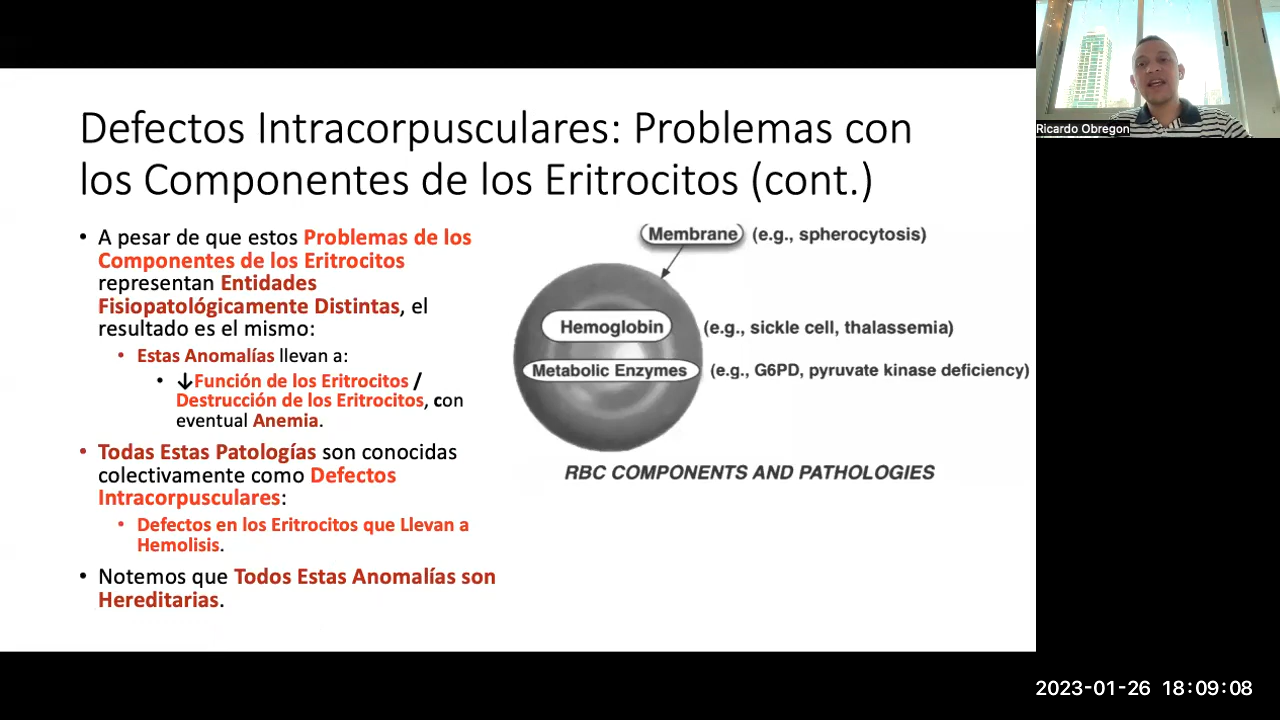 Defectos Intracorpusculares: Problemas con
los Componentes de los Eritrocitos (cont.)
• A pesar de que estos Problemas de los
Componentes de los Eritrocitos
representan Entidades
Fisiopatológicamente Distintas, el
resultado es el mismo:
• Estas Anomalías llevan a:
• ↓Función de los Eritrocitos /
Destrucción de los Eritrocitos, con
eventual Anemia.
• Todas Estas Patologías son conocidas
colectivamente como Defectos
Intracorpusculares:
• Defectos en los Eritrocitos que Llevan a
Hemolisis.
• Notemos que Todos Estas Anomalías son
Hereditarias.
Membrane (e.g., spherocytosis)
Hemoglobin (e.g., sickle cell, thalassemia)
Metabolic Enzymes (e.g., G6PD, pyruvate kinase deficiency)
RBC COMPONENTS AND PATHOLOGIES
Ricardo Obregon
2023-01-26 18:09:08